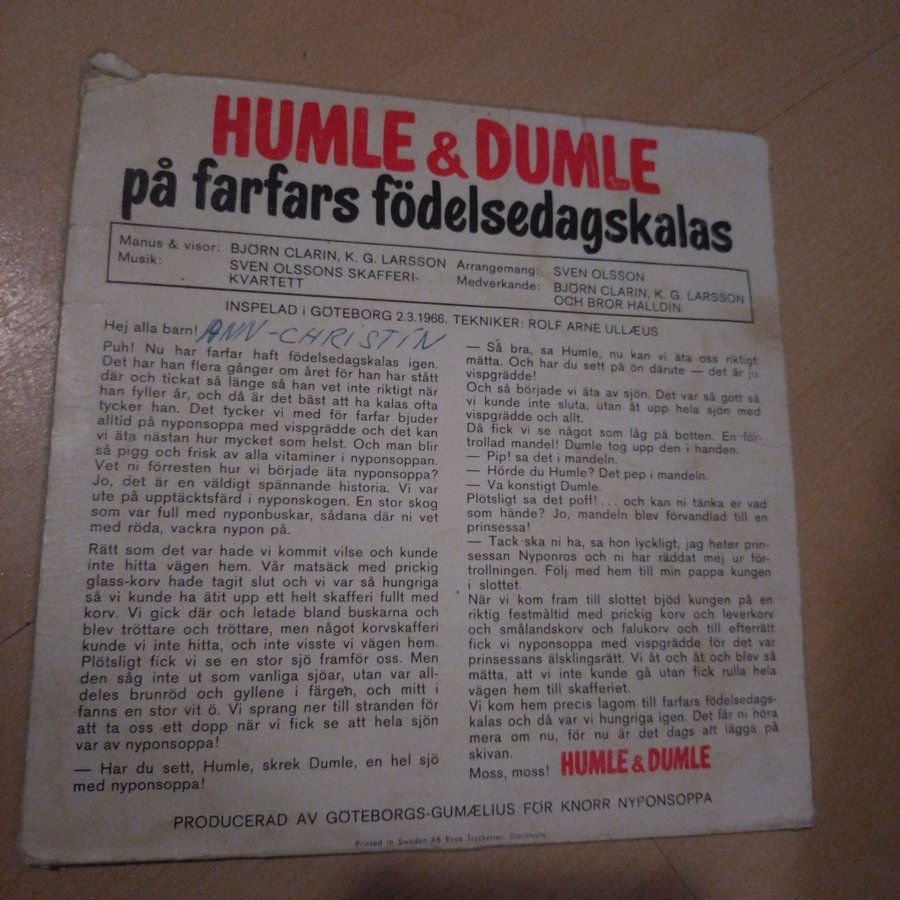 HUMLE & DUMLE
på farfars födelsedagskalas
Manus & visor: BJÖRN CLARIN, K. G. LARSSON
Musik: SVEN OLSSONS SKAFFERI-
KVARTETT
Arrangemang: SVEN OLSSON
Medverkande: BJÖRN CLARIN, K. G. LARSSON
OCH BROR HALLDIN
INSPELAD i GÖTEBORG 2.3.1966. TEKNIKER: ROLF ARNE ULLÆUS
Hej alla barn! ANN-CHRISTIN
Puh! Nu har farfar haft födelsedagskalas igen.
Det har han flera gånger om året för han har stått
där och tickat så länge så han vet inte riktigt när
han fyller år, och då är det bäst att ha kalas ofta
tycker han. Det tycker vi med för farfar bjuder
alltid på nyponsoppa med vispgrädde och det kan
vi äta nästan hur mycket som helst. Och man blir
så pigg och frisk av alla vitaminer i nyponsoppan.
Vet ni förresten hur vi började äta nyponsoppa?
Jo, det är en väldigt spännande historia. Vi var
ute på upptäcktsfärd i nyponskogen. En stor skog
som var full med nyponbuskar, sådana där ni vet
med röda, vackra nypon på.
Rätt som det var hade vi kommit vilse och kunde
inte hitta vägen hem. Vår matsäck med prickig
glass-korv hade tagit slut och vi var så hungriga
så vi kunde ha ätit upp ett helt skafferi fullt med
korv. Vi gick där och letade bland buskarna och
blev tröttare och tröttare, men något korvskafferi
kunde vi inte hitta, och inte visste vi vägen hem.
Plötsligt fick vi se en stor sjö framför oss. Men
den såg inte ut som vanliga sjöar, utan var all-
deles brunröd och gyllene i färgen, och mitt i
fanns en stor vit ö. Vi sprang ner till stranden för
att ta oss ett dopp när vi fick se att hela sjön
var av nyponsoppa!
— Har du sett, Humle, skrek Dumle, en hel sjö
med nyponsoppa!
— Så bra, sa Humle, nu kan vi äta oss riktigt
mätta. Och har du sett på ön därute — det är ju
vispgrädde!
Och så började vi äta av sjön. Det var så gott så
vi kunde inte sluta, utan åt upp hela sjön med
vispgrädde och allt.
Då fick vi se något som låg på botten. En för-
trollad mandel! Dumle tog upp den i handen.
— Pip! sa det i mandeln.
— Hörde du Humle? Det pep i mandeln.
— Va konstigt Dumle.
Plötsligt sa det poff! . . . och kan ni tänka er vad
som hände? Jo, mandeln blev förvandlad till en
prinsessa!
— Tack ska ni ha, sa hon lyckligt, jag heter prin-
sessan Nyponros och ni har räddat mej ur för-
trollningen. Följ med hem till min pappa kungen
i slottet.
När vi kom fram till slottet bjöd kungen på en
riktig festmåltid med prickig korv och leverkorv
och smålandskorv och falukorv och till efterrätt
fick vi nyponsoppa med vispgrädde för det var
prinsessans älsklingsrätt. Vi åt och åt och blev så
mätta, att vi inte kunde gå utan fick rulla hela
vägen hem till skafferiet.
Vi kom hem precis lagom till farfars födelsedags-
kalas och då var vi hungriga igen. Det får ni höra
mera om nu, för nu är det dags att lägga på
skivan.
Moss, moss! HUMLE & DUMLE
PRODUCERAD AV GÖTEBORGS-GUMÆLIUS FÖR KNORR NYPONSOPPA
Printed in Sweden AB Roos Tryckerier, Stockholm